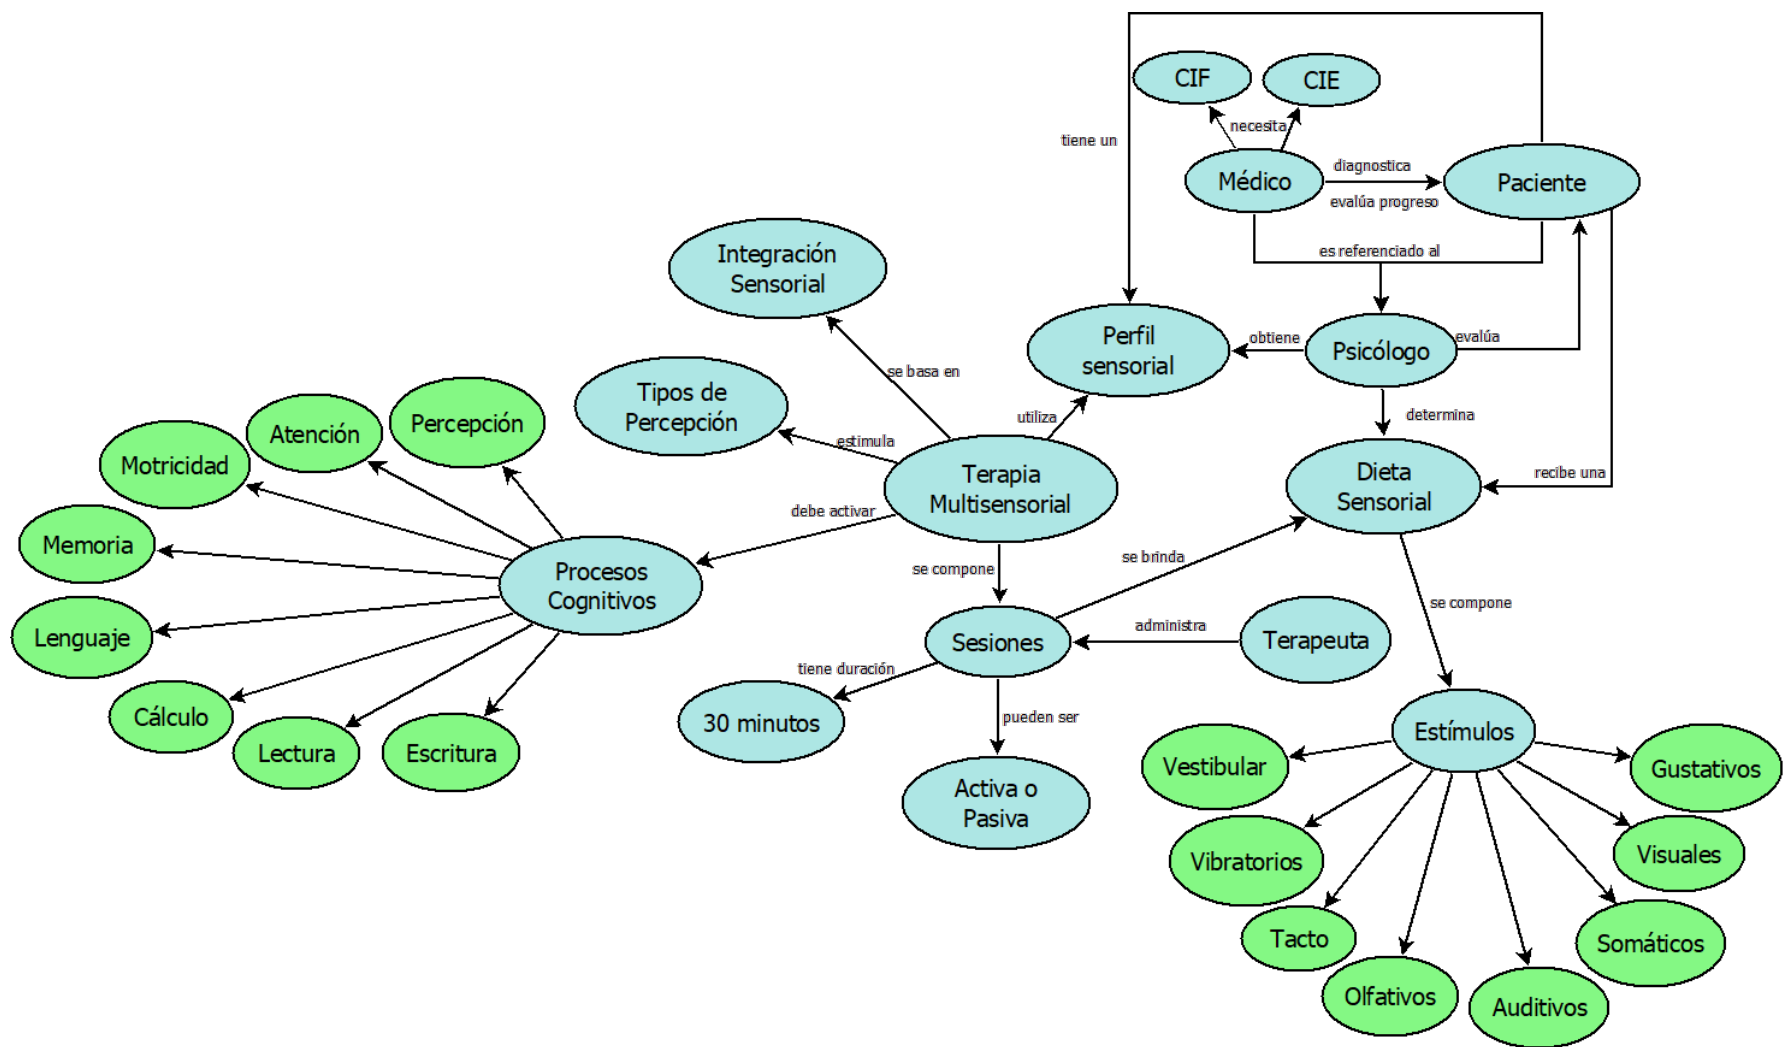 CIF
CIE
necesita
tiene un
Médico
diagnostica
evalúa progreso
Paciente
es referenciado al
Integración
Sensorial
Perfil
sensorial
obtiene
Psicólogo
evalúa
se basa en
Tipos de
Percepción
utiliza
determina
estimula
Percepción
Atención
Motricidad
Terapia
Multisensorial
Dieta
Sensorial
recibe una
debe activar
Memoria
Procesos
Cognitivos
se compone
se brinda
se compone
Lenguaje
Sesiones
administra
Terapeuta
tiene duración
Cálculo
Lectura
Escritura
30 minutos
pueden ser
Activa o
Pasiva
Estímulos
Vestibular
Gustativos
Vibratorios
Visuales
Tacto
Somáticos
Olfativos
Auditivos